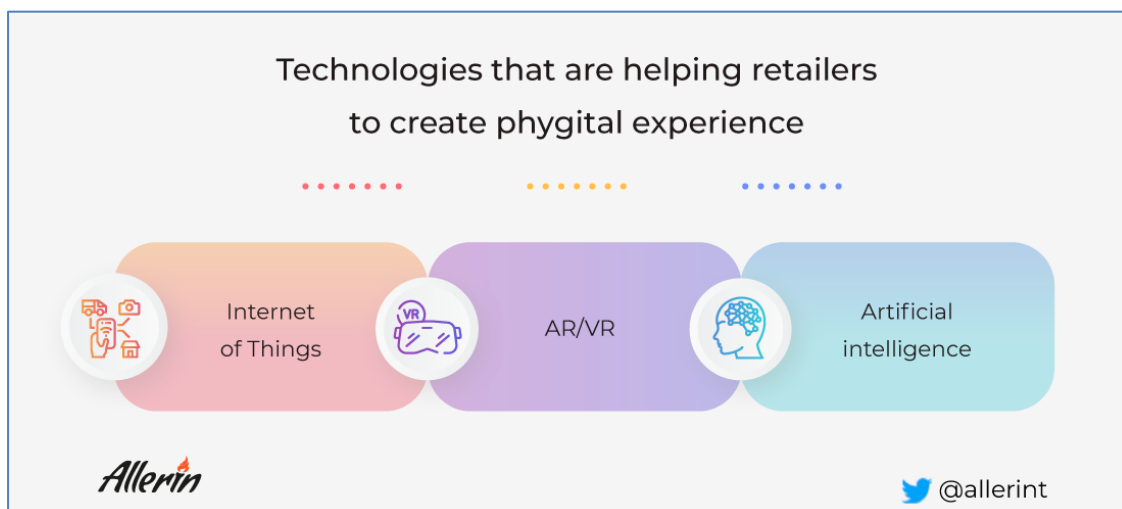 Technologies that are helping retailers
to create phygital experience
Internet
of Things
VR
AR/VR
Artificial
intelligence
Allerin
@allerint